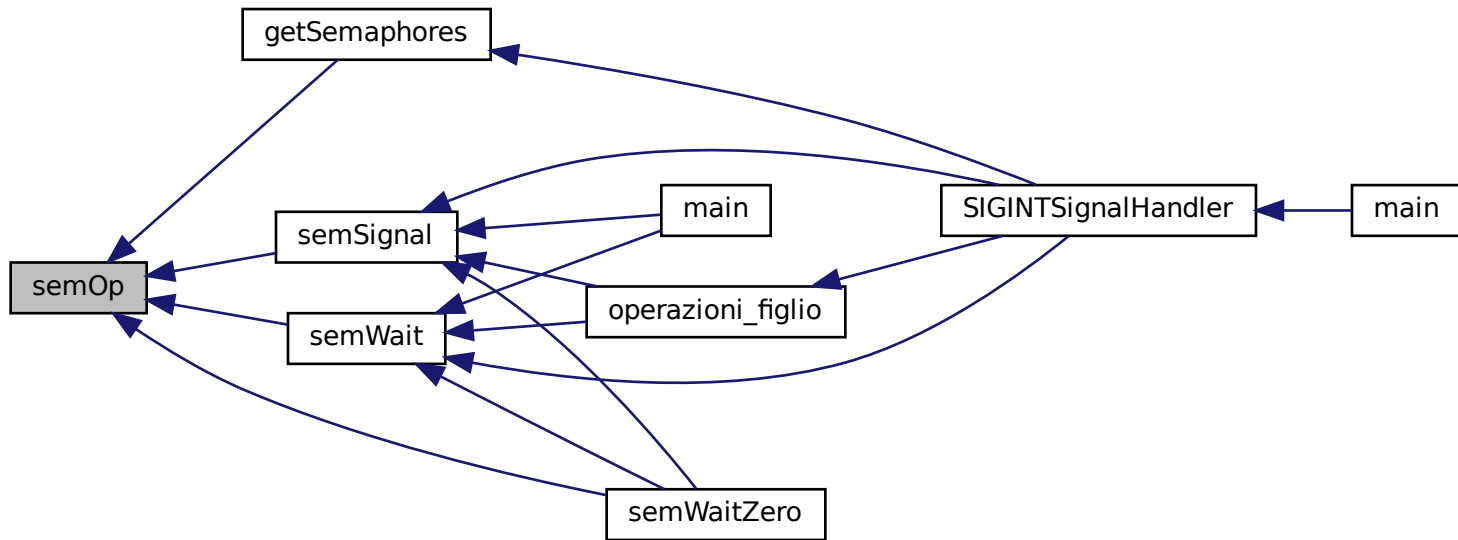 getSemaphores
semSignal
main
SIGINTSignalHandler
main
semOp
semWait
operazioni_figlio
semWaitZero